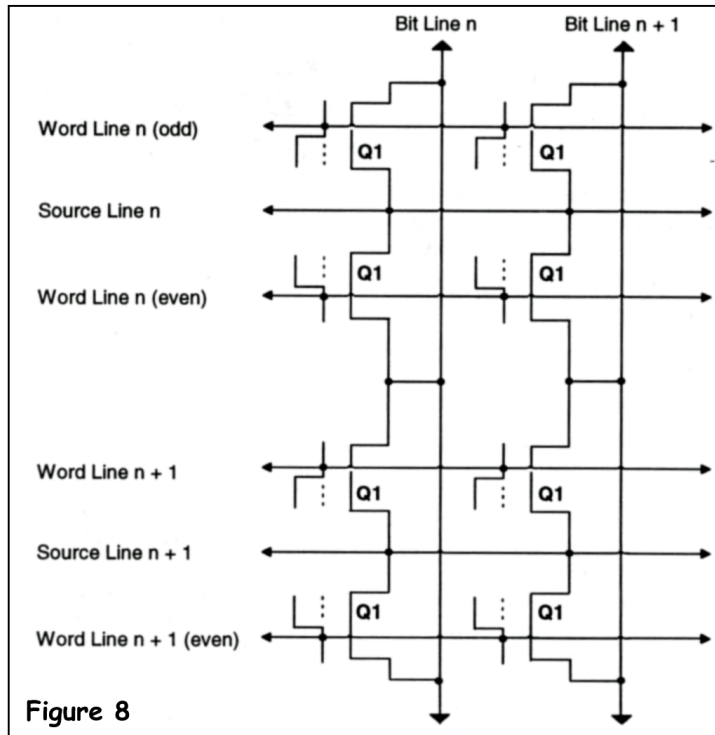 Bit Line n
Bit Line n + 1
Word Line n (odd)
Q1
Q1
Source Line n
Q1
Q1
Word Line n (even)
Word Line n + 1
Q1
Q1
Source Line n + 1
Q1
Q1
Word Line n + 1 (even)
Figure 8